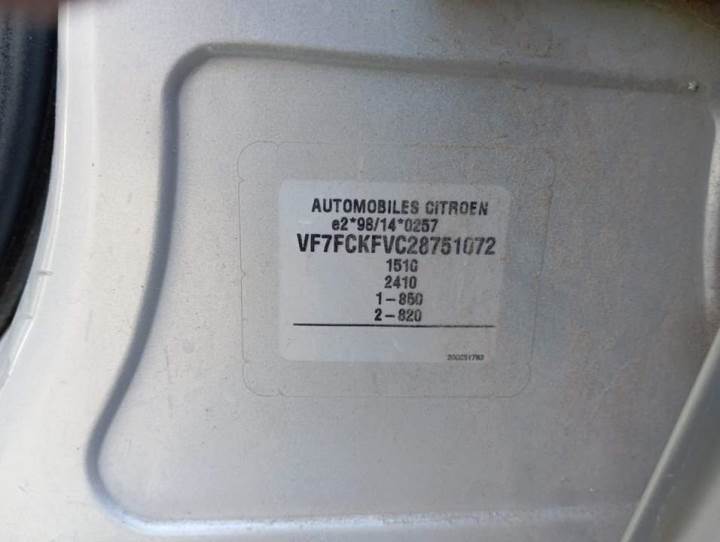 AUTOMOBILES CITROEN
e2*98/14*0257
VF7FCKFVC28751072
1510
2410
1-850
2-820